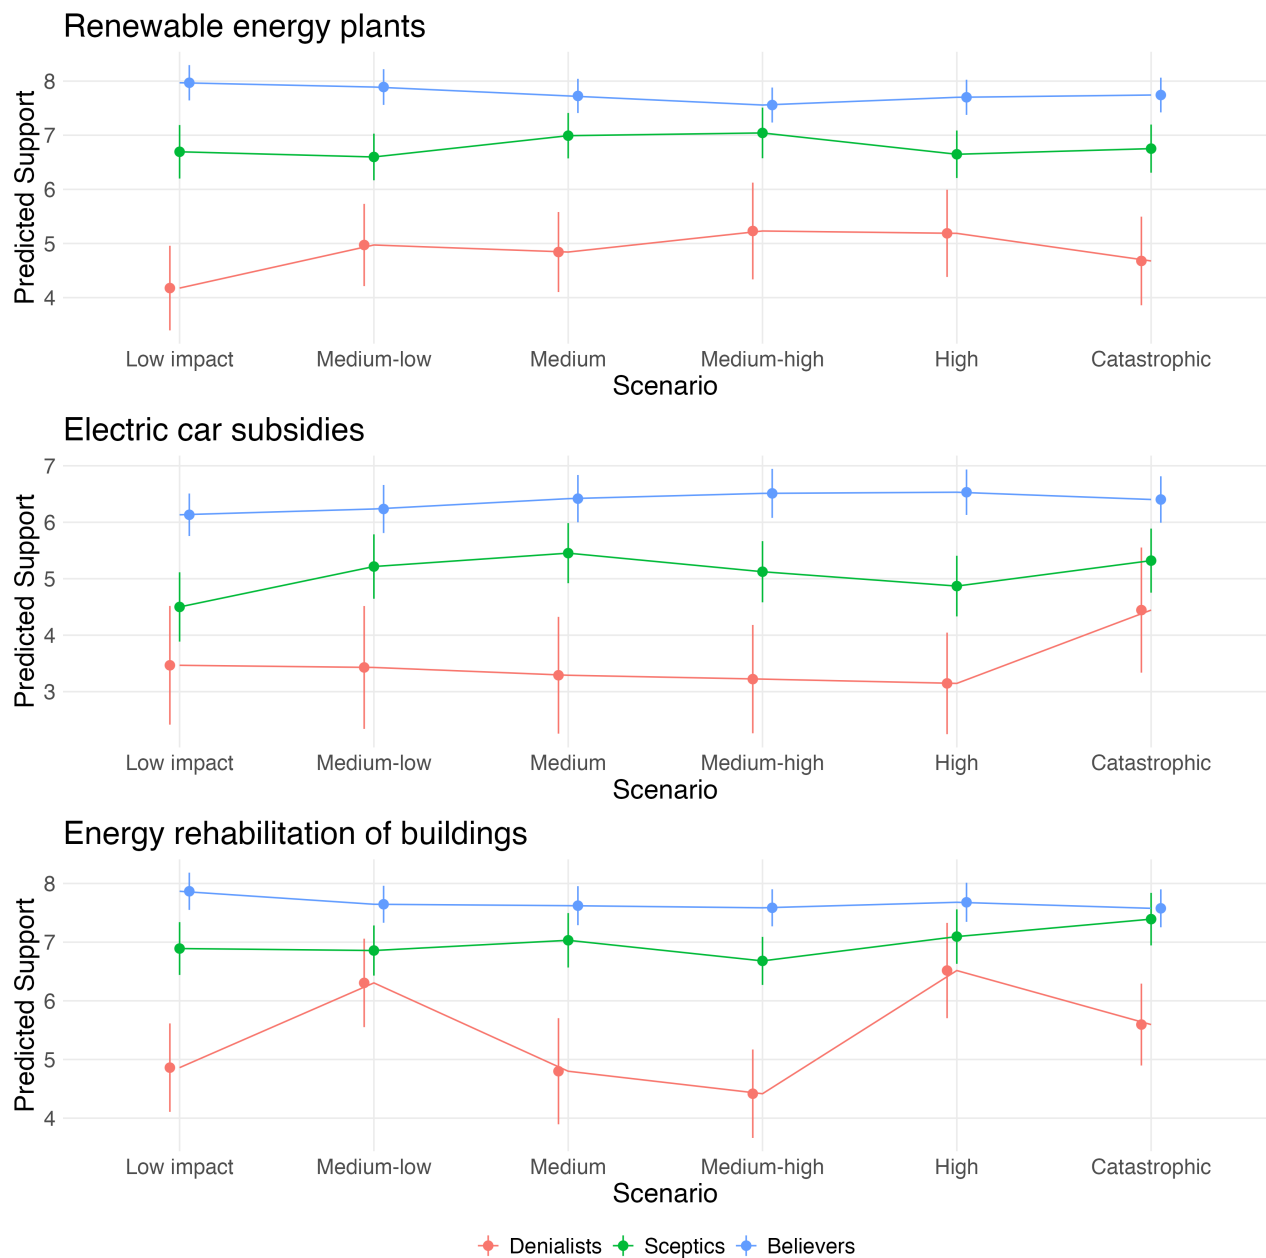 Renewable energy plants
8
7
6
5
4
Predicted Support
Low impact Medium-low Medium Medium-high High Catastrophic
Scenario
Electric car subsidies
7
6
5
4
3
Predicted Support
Low impact Medium-low Medium Medium-high High Catastrophic
Scenario
Energy rehabilitation of buildings
8
7
6
5
4
Predicted Support
Low impact Medium-low Medium Medium-high High Catastrophic
Scenario
Denialists Sceptics Believers